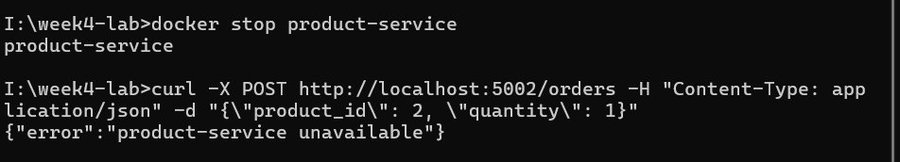 I:\week4-lab>docker stop product-service
product-service
I:\week4-lab>curl -X POST http://localhost:5002/orders -H "Content-Type: app
lication/json" -d "{\"product_id\": 2, \"quantity\": 1}"
{"error":"product-service unavailable"}